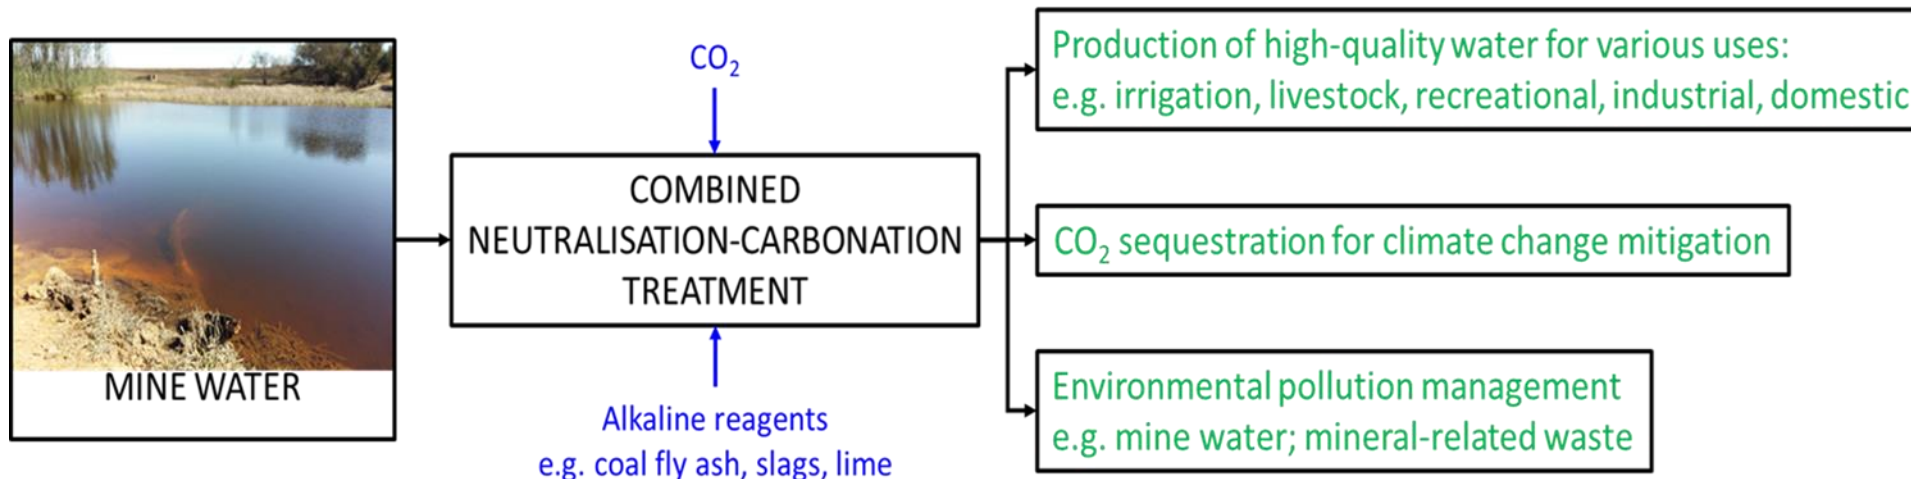 MINE WATER
CO₂
COMBINED
NEUTRALISATION-CARBONATION
TREATMENT
Alkaline reagents
e.g. coal fly ash, slags, lime
Production of high-quality water for various uses:
e.g. irrigation, livestock, recreational, industrial, domestic
CO₂ sequestration for climate change mitigation
Environmental pollution management
e.g. mine water; mineral-related waste